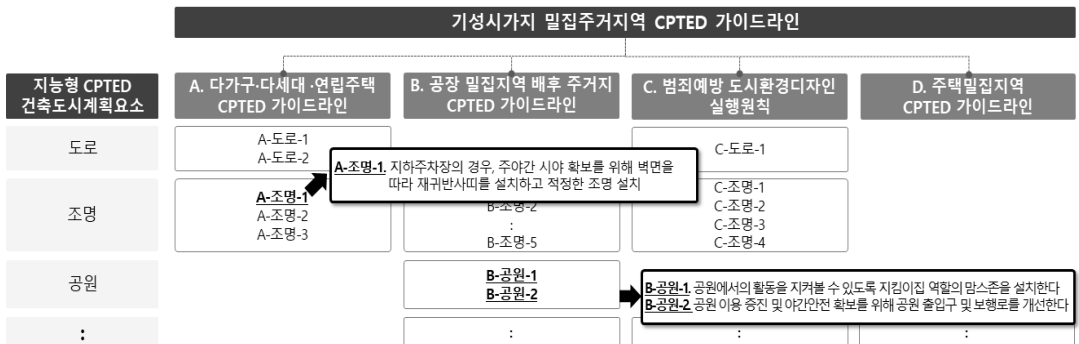 기성시가지 밀집주거지역 CPTED 가이드라인
지능형 CPTED
건축도시계획요소
A. 다가구·다세대 ·연립주택
CPTED 가이드라인
B. 공장 밀집지역 배후 주거지
CPTED 가이드라인
C. 범죄예방 도시환경디자인
실행원칙
D. 주택밀집지역
CPTED 가이드라인
도로
A-도로-1
A-도로-2
C-도로-1
A-조명-1. 지하주차장의 경우, 주야간 시야 확보를 위해 벽면을
따라 재귀반사띠를 설치하고 적정한 조명 설치
조명
A-조명-1
A-조명-2
A-조명-3
B-조명-2
:
B-조명-5
C-조명-1
C-조명-2
C-조명-3
C-조명-4
공원
B-공원-1
B-공원-2
B-공원-1. 공원에서의 활동을 지켜볼 수 있도록 지킴이집 역할의 맘스존을 설치한다
B-공원-2. 공원 이용 증진 및 야간안전 확보를 위해 공원 출입구 및 보행로를 개선한다
:
:
:
: